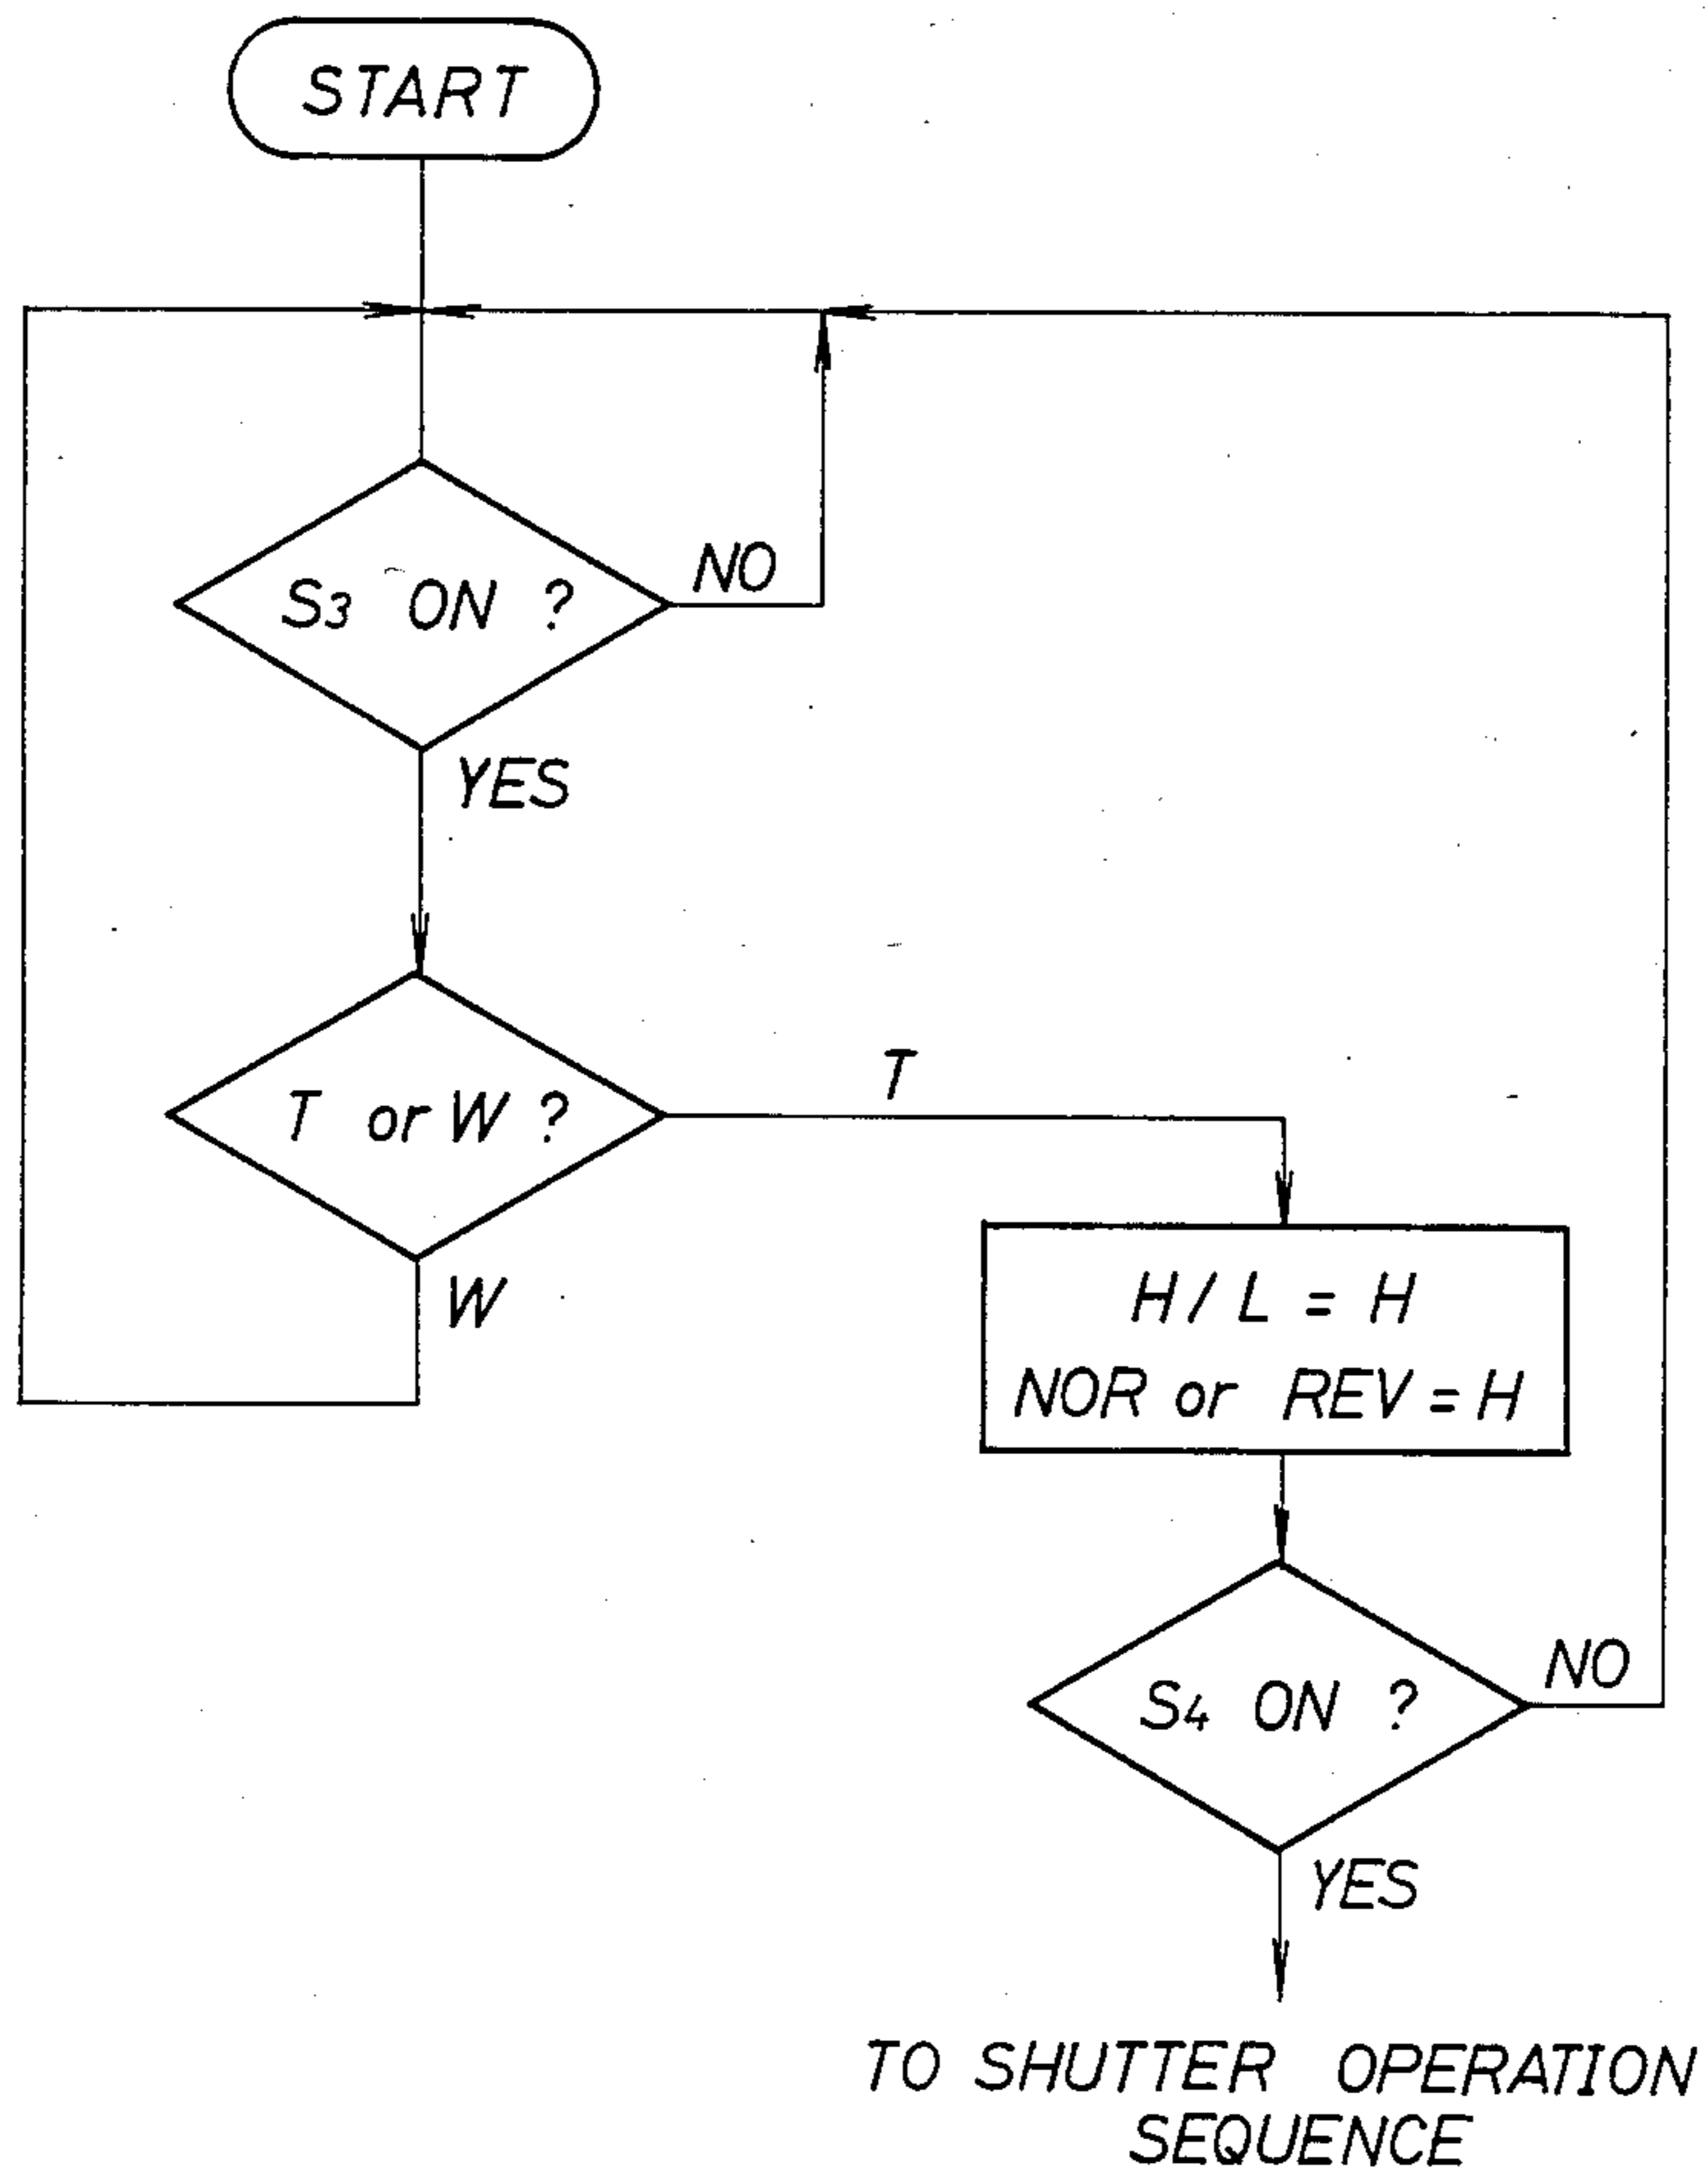 START
S3 ON ?
NO
YES
T or W ?
T
W
H / L = H
NOR or REV = H
S4 ON ?
NO
YES
TO SHUTTER OPERATION
SEQUENCE